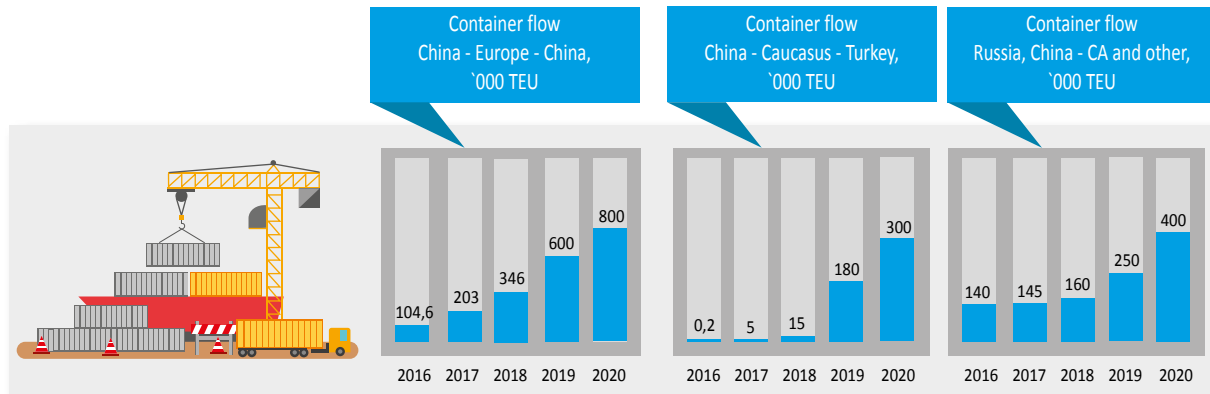 Container flow
China - Europe - China,
`000 TEU
Container flow
China - Caucasus - Turkey,
`000 TEU
Container flow
Russia, China - CA and other,
`000 TEU
104,6
203
346
600
800
2016 2017 2018 2019 2020
0,2
5
15
180
300
2016 2017 2018 2019 2020
140
145
160
250
400
2016 2017 2018 2019 2020